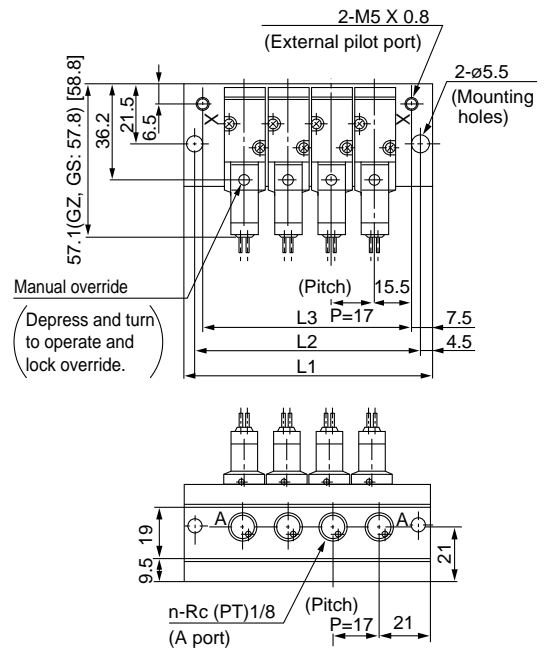 2-M5 X 0.8
(External pilot port)
2-ø5.5
(Mounting
holes)
57.1(GZ, GS: 57.8) [58.8]
36.2
21.5
6.5
X
X
Manual override
(Depress and turn
to operate and
lock override.)
(Pitch)
P=17
15.5
L3
7.5
L2
4.5
L1
A
A
19
9.5
21
n-Rc (PT)1/8
(A port)
(Pitch)
P=17
21